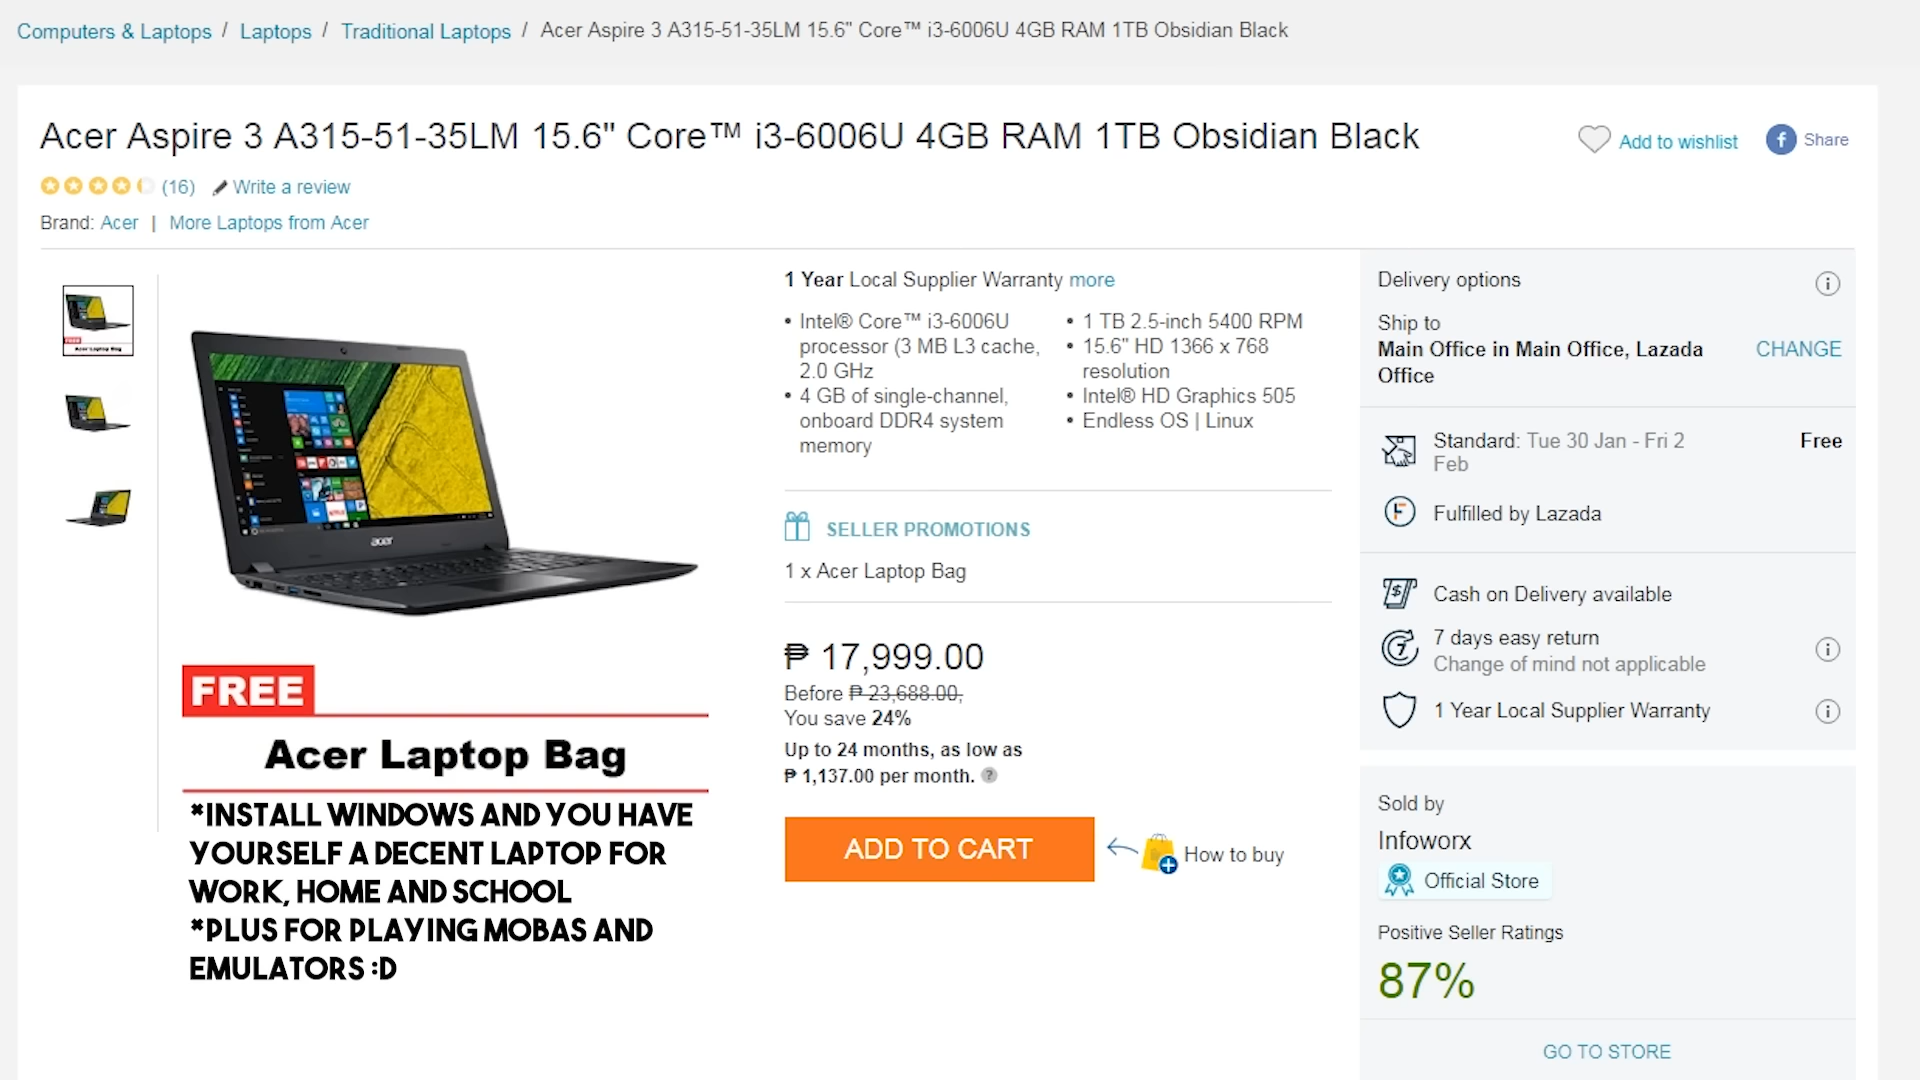 Computers & Laptops / Laptops / Traditional Laptops / Acer Aspire 3 A315-51-35LM 15.6" Core™ i3-6006U 4GB RAM 1TB Obsidian Black
Acer Aspire 3 A315-51-35LM 15.6" Core™ i3-6006U 4GB RAM 1TB Obsidian Black
Add to wishlist
f Share
(16) Write a review
Brand: Acer | More Laptops from Acer
acer
FREE
Acer Laptop Bag
*INSTALL WINDOWS AND YOU HAVE
YOURSELF A DECENT LAPTOP FOR
WORK, HOME AND SCHOOL
*PLUS FOR PLAYING MOBAS AND
EMULATORS :D
1 Year Local Supplier Warranty more
• Intel® Core™ i3-6006U
processor (3 MB L3 cache,
2.0 GHz
• 4 GB of single-channel,
onboard DDR4 system
memory
• 1 TB 2.5-inch 5400 RPM
• 15.6" HD 1366 x 768
resolution
• Intel® HD Graphics 505
• Endless OS | Linux
SELLER PROMOTIONS
1 x Acer Laptop Bag
₱ 17,999.00
Before ₱ 23,688.00,
You save 24%
Up to 24 months, as low as
₱ 1,137.00 per month. ?
ADD TO CART
How to buy
Delivery options
Ship to
Main Office in Main Office, Lazada
Office
CHANGE
Standard: Tue 30 Jan - Fri 2
Feb
Free
Fulfilled by Lazada
Cash on Delivery available
7 days easy return
Change of mind not applicable
1 Year Local Supplier Warranty
Sold by
Infoworx
Official Store
Positive Seller Ratings
87%
GO TO STORE